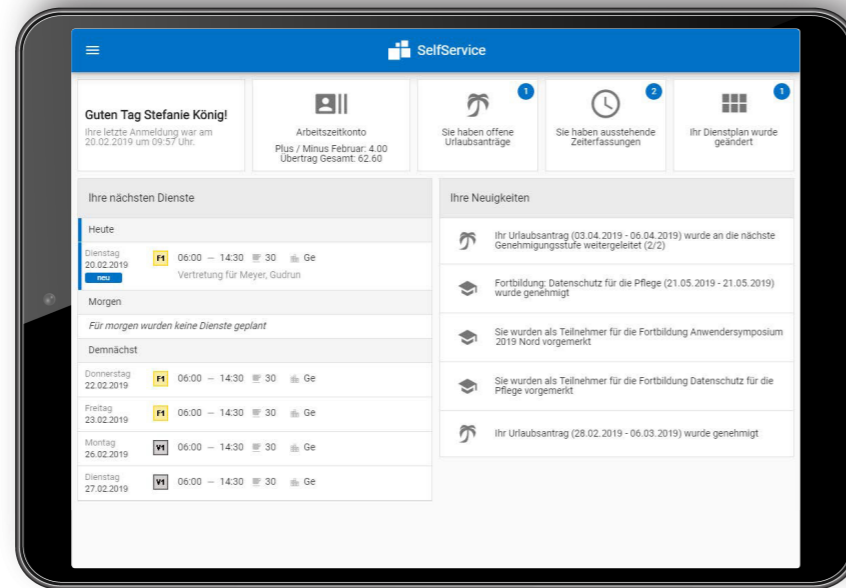 SelfService
Guten Tag Stefanie König!
Ihre letzte Anmeldung war am
20.02.2019 um 09:57 Uhr.
Arbeitszeitkonto
Plus / Minus Februar: 4.00
Übertrag Gesamt: 62.60
1
Sie haben offene
Urlaubsanträge
2
Sie haben ausstehende
Zeiterfassungen
1
Ihr Dienstplan wurde
geändert
Ihre nächsten Dienste
Heute
Dienstag
20.02.2019
neu
F1 06:00 — 14:30 30 Ge
Vertretung für Meyer, Gudrun
Morgen
Für morgen wurden keine Dienste geplant
Demnächst
Donnerstag
22.02.2019
F1 06:00 — 14:30 30 Ge
Freitag
23.02.2019
F1 06:00 — 14:30 30 Ge
Montag
26.02.2019
V1 06:00 — 14:30 30 Ge
Dienstag
27.02.2019
V1 06:00 — 14:30 30 Ge
Ihre Neuigkeiten
Ihr Urlaubsantrag (03.04.2019 - 06.04.2019) wurde an die nächste
Genehmigungsstufe weitergeleitet (2/2)
Fortbildung: Datenschutz für die Pflege (21.05.2019 - 21.05.2019)
wurde genehmigt
Sie wurden als Teilnehmer für die Fortbildung Anwendersymposium
2019 Nord vorgemerkt
Sie wurden als Teilnehmer für die Fortbildung Datenschutz für die
Pflege vorgemerkt
Ihr Urlaubsantrag (28.02.2019 - 06.03.2019) wurde genehmigt